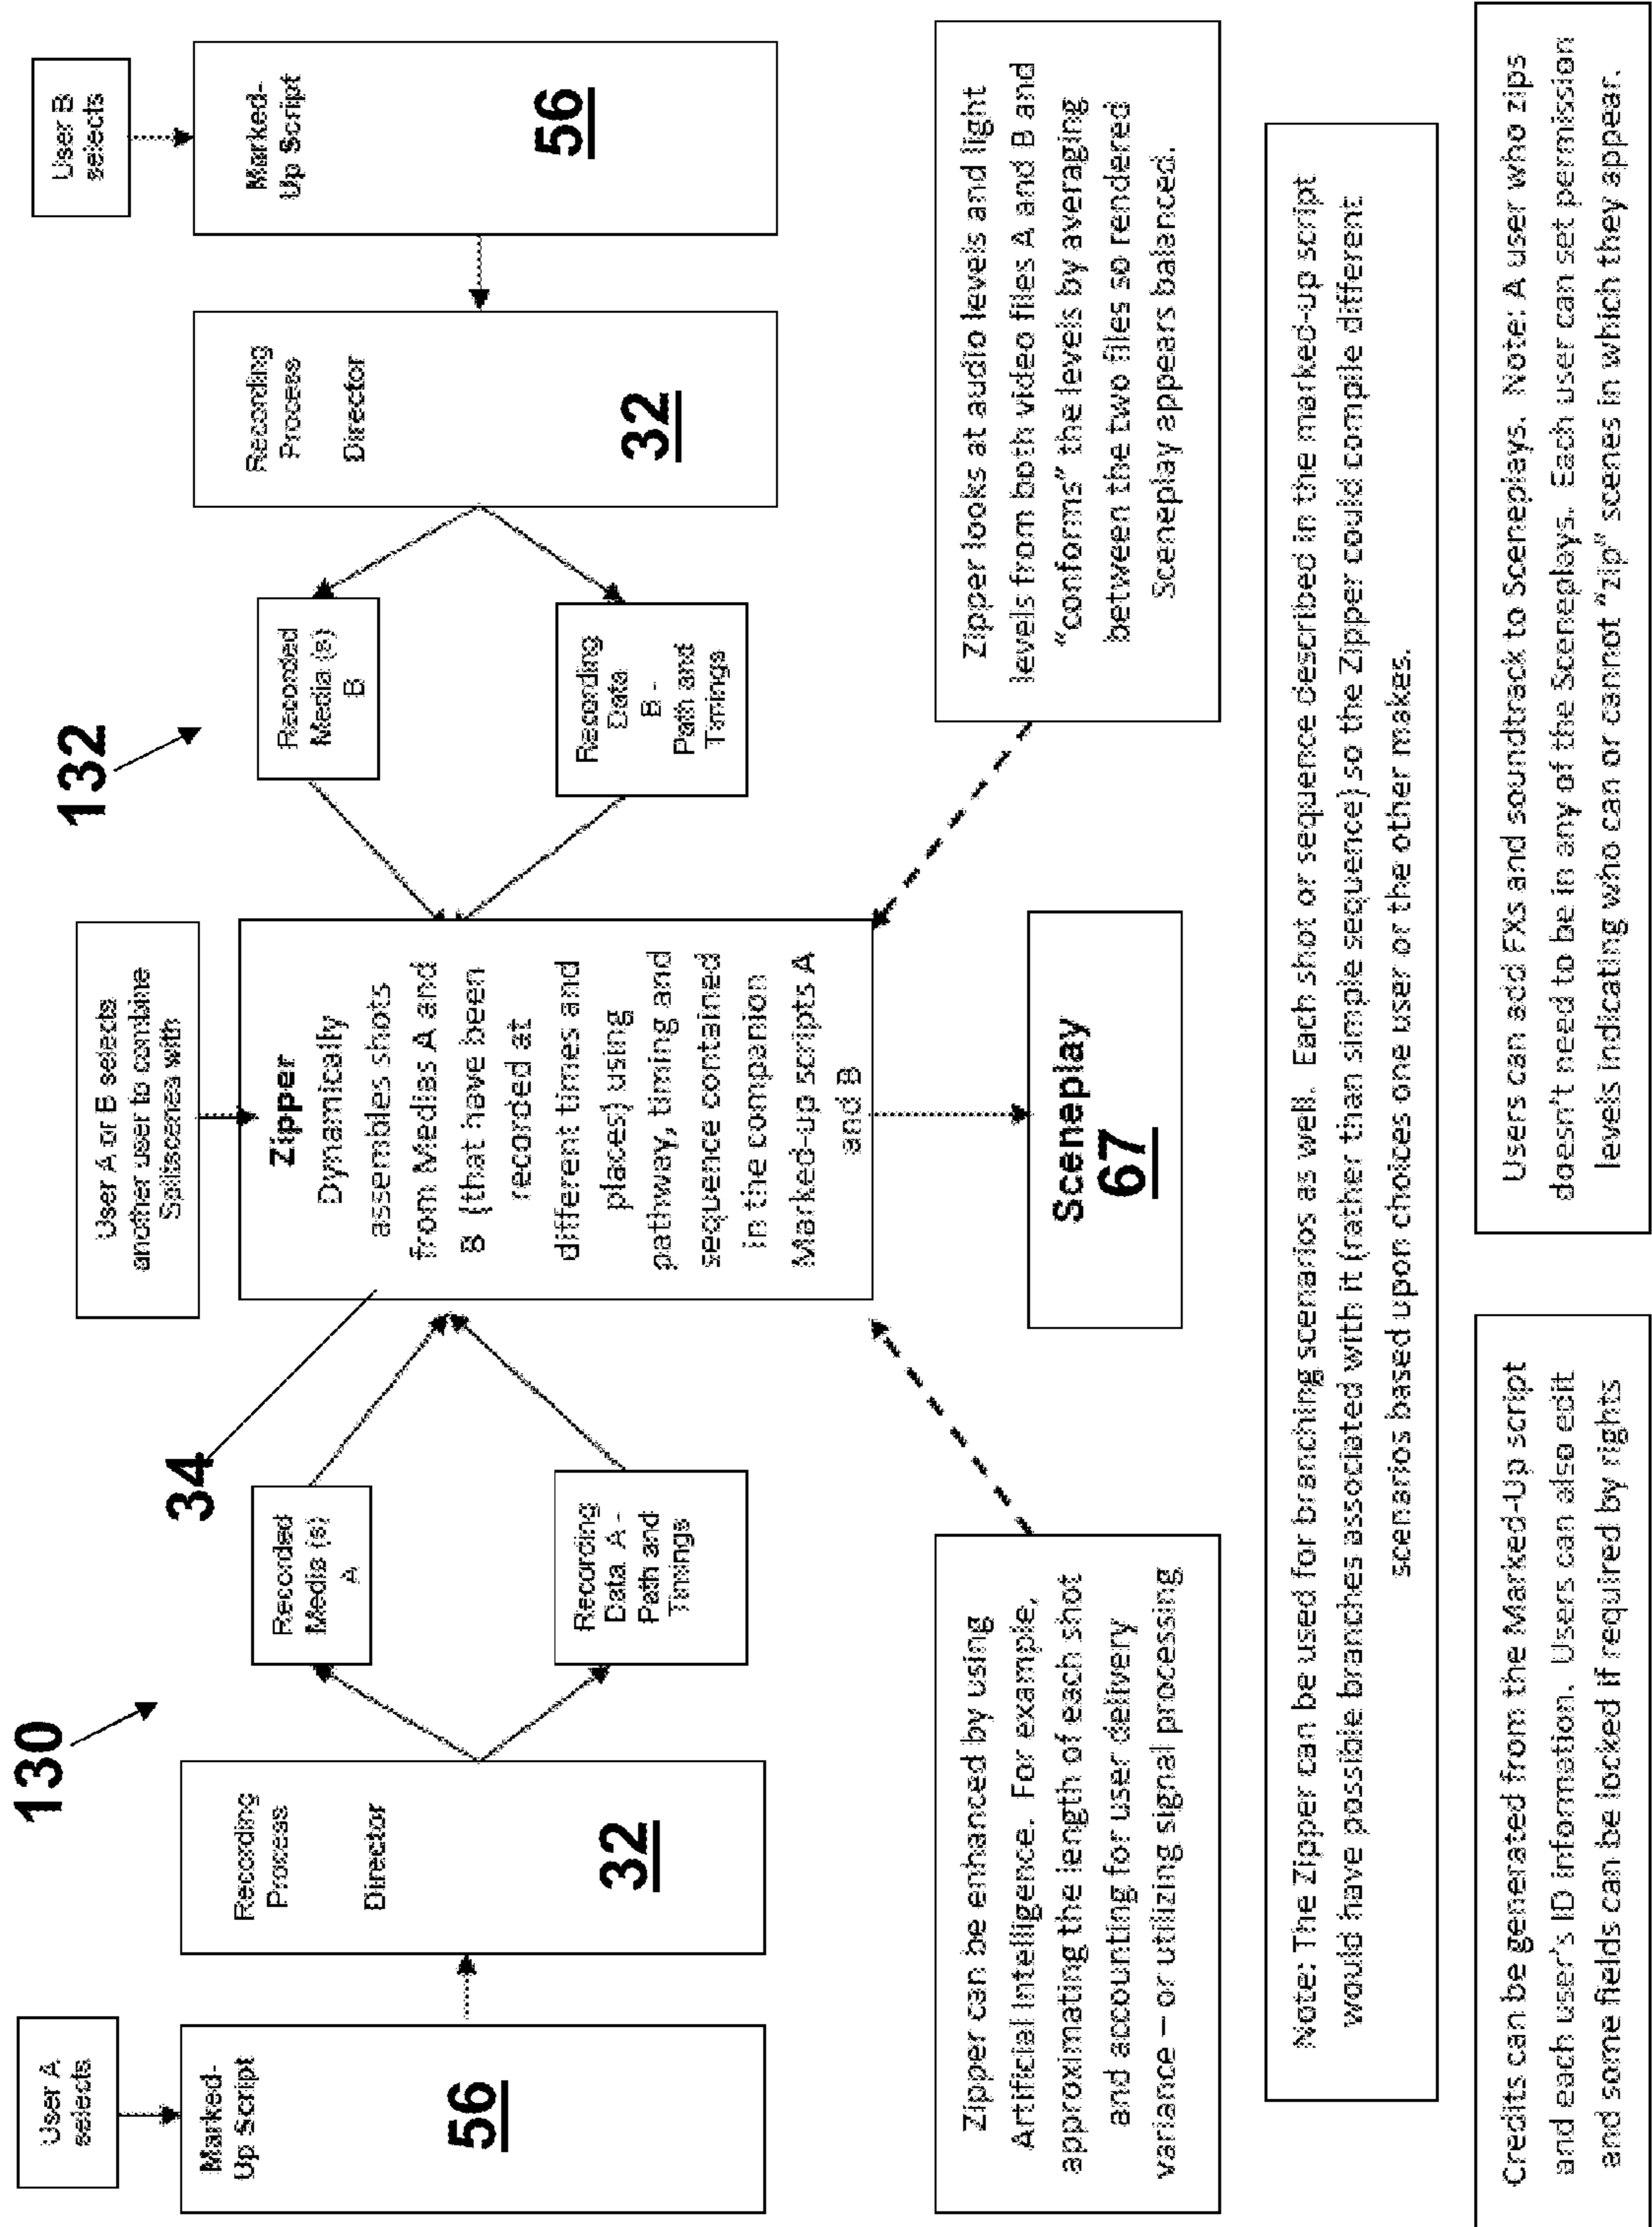 130
132
34
User A
selects
Marked-
Up Script
56
Recording
Process
Director
32
Recorded
Media (s)
A
Recording
Data A -
Path and
Timings
User A or B selects
another user to combine
Splitscenes with
Zipper
Dynamically
assembles shots
from Medias A and
B (that have been
recorded at
different times and
places) using
pathway, timing and
sequence contained
in the companion
Marked-up scripts A
and B
Sceneplay
67
Recorded
Media (s)
B
Recording
Data
B -
Path and
Timings
Recording
Process
Director
32
User B
selects
Marked-
Up Script
56
Zipper can be enhanced by using
Artificial Intelligence. For example,
approximating the length of each shot
and accounting for user delivery
variance – or utilizing signal processing
Zipper looks at audio levels and light
levels from both video files A and B and
"conforms" the levels by averaging
between the two files so rendered
Sceneplay appears balanced.
Note: The Zipper can be used for branching scenarios as well. Each shot or sequence described in the marked-up script
would have possible branches associated with it (rather than simple sequence) so the Zipper could compile different
scenarios based upon choices one user or the other makes.
Credits can be generated from the Marked-Up script
and each user's ID information. Users can also edit
and some fields can be locked if required by rights
Users can add FXs and soundtrack to Sceneplays. Note: A user who zips
doesn't need to be in any of the Sceneplays. Each user can set permission
levels indicating who can or cannot "zip" scenes in which they appear.